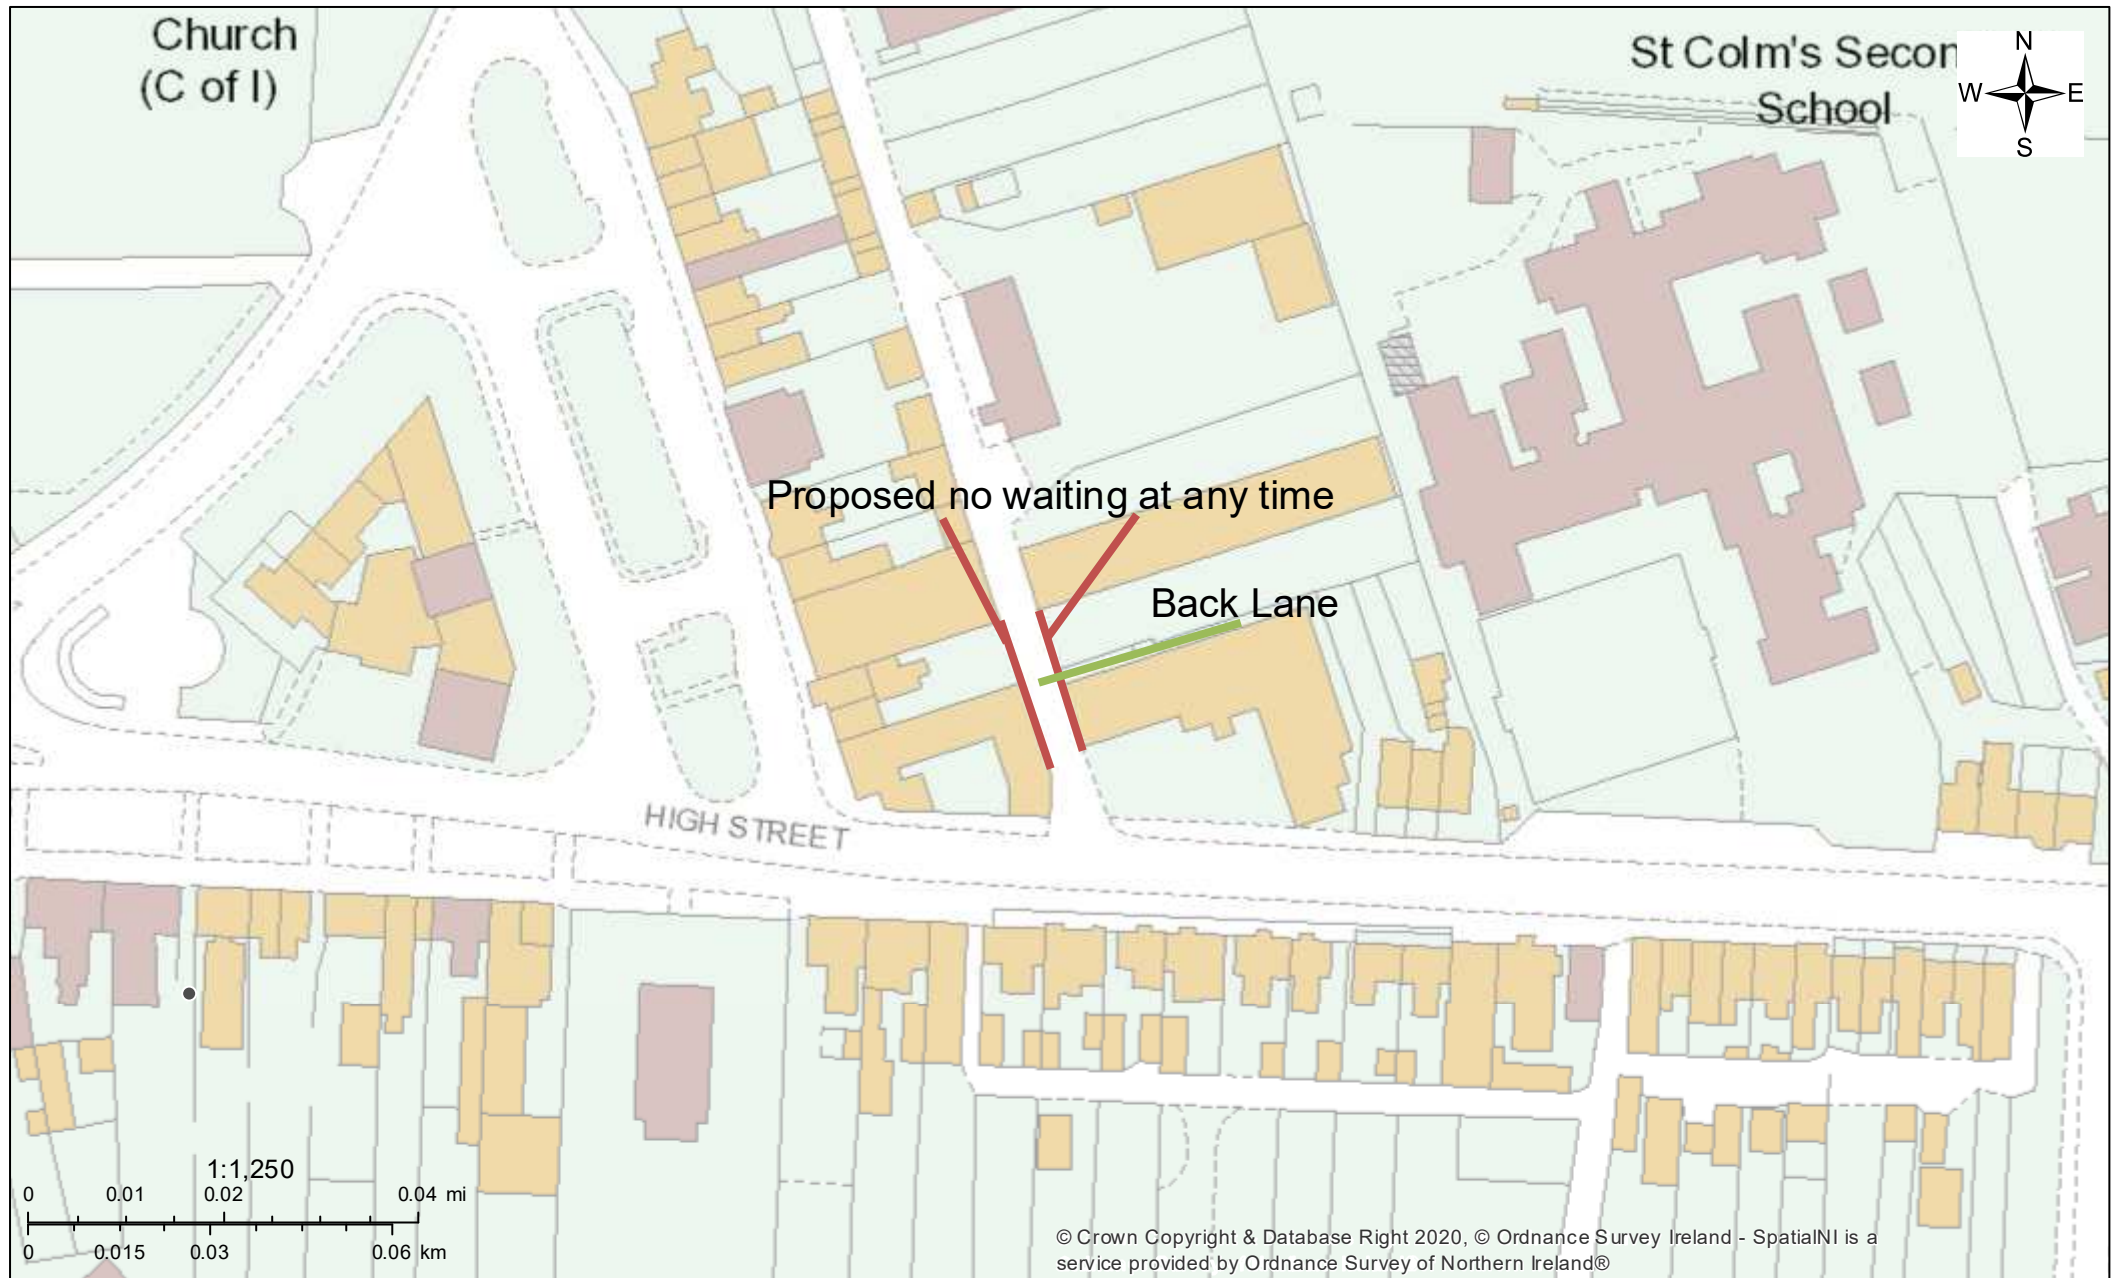 Church
(C of I)
St Colm's Secon
School
N
W
E
S
Proposed no waiting at any time
Back Lane
HIGH STREET
1:1,250
0 0.01 0.02 0.04 mi
0 0.015 0.03 0.06 km
© Crown Copyright & Database Right 2020, © Ordnance Survey Ireland - SpatialNI is a
service provided by Ordnance Survey of Northern Ireland®